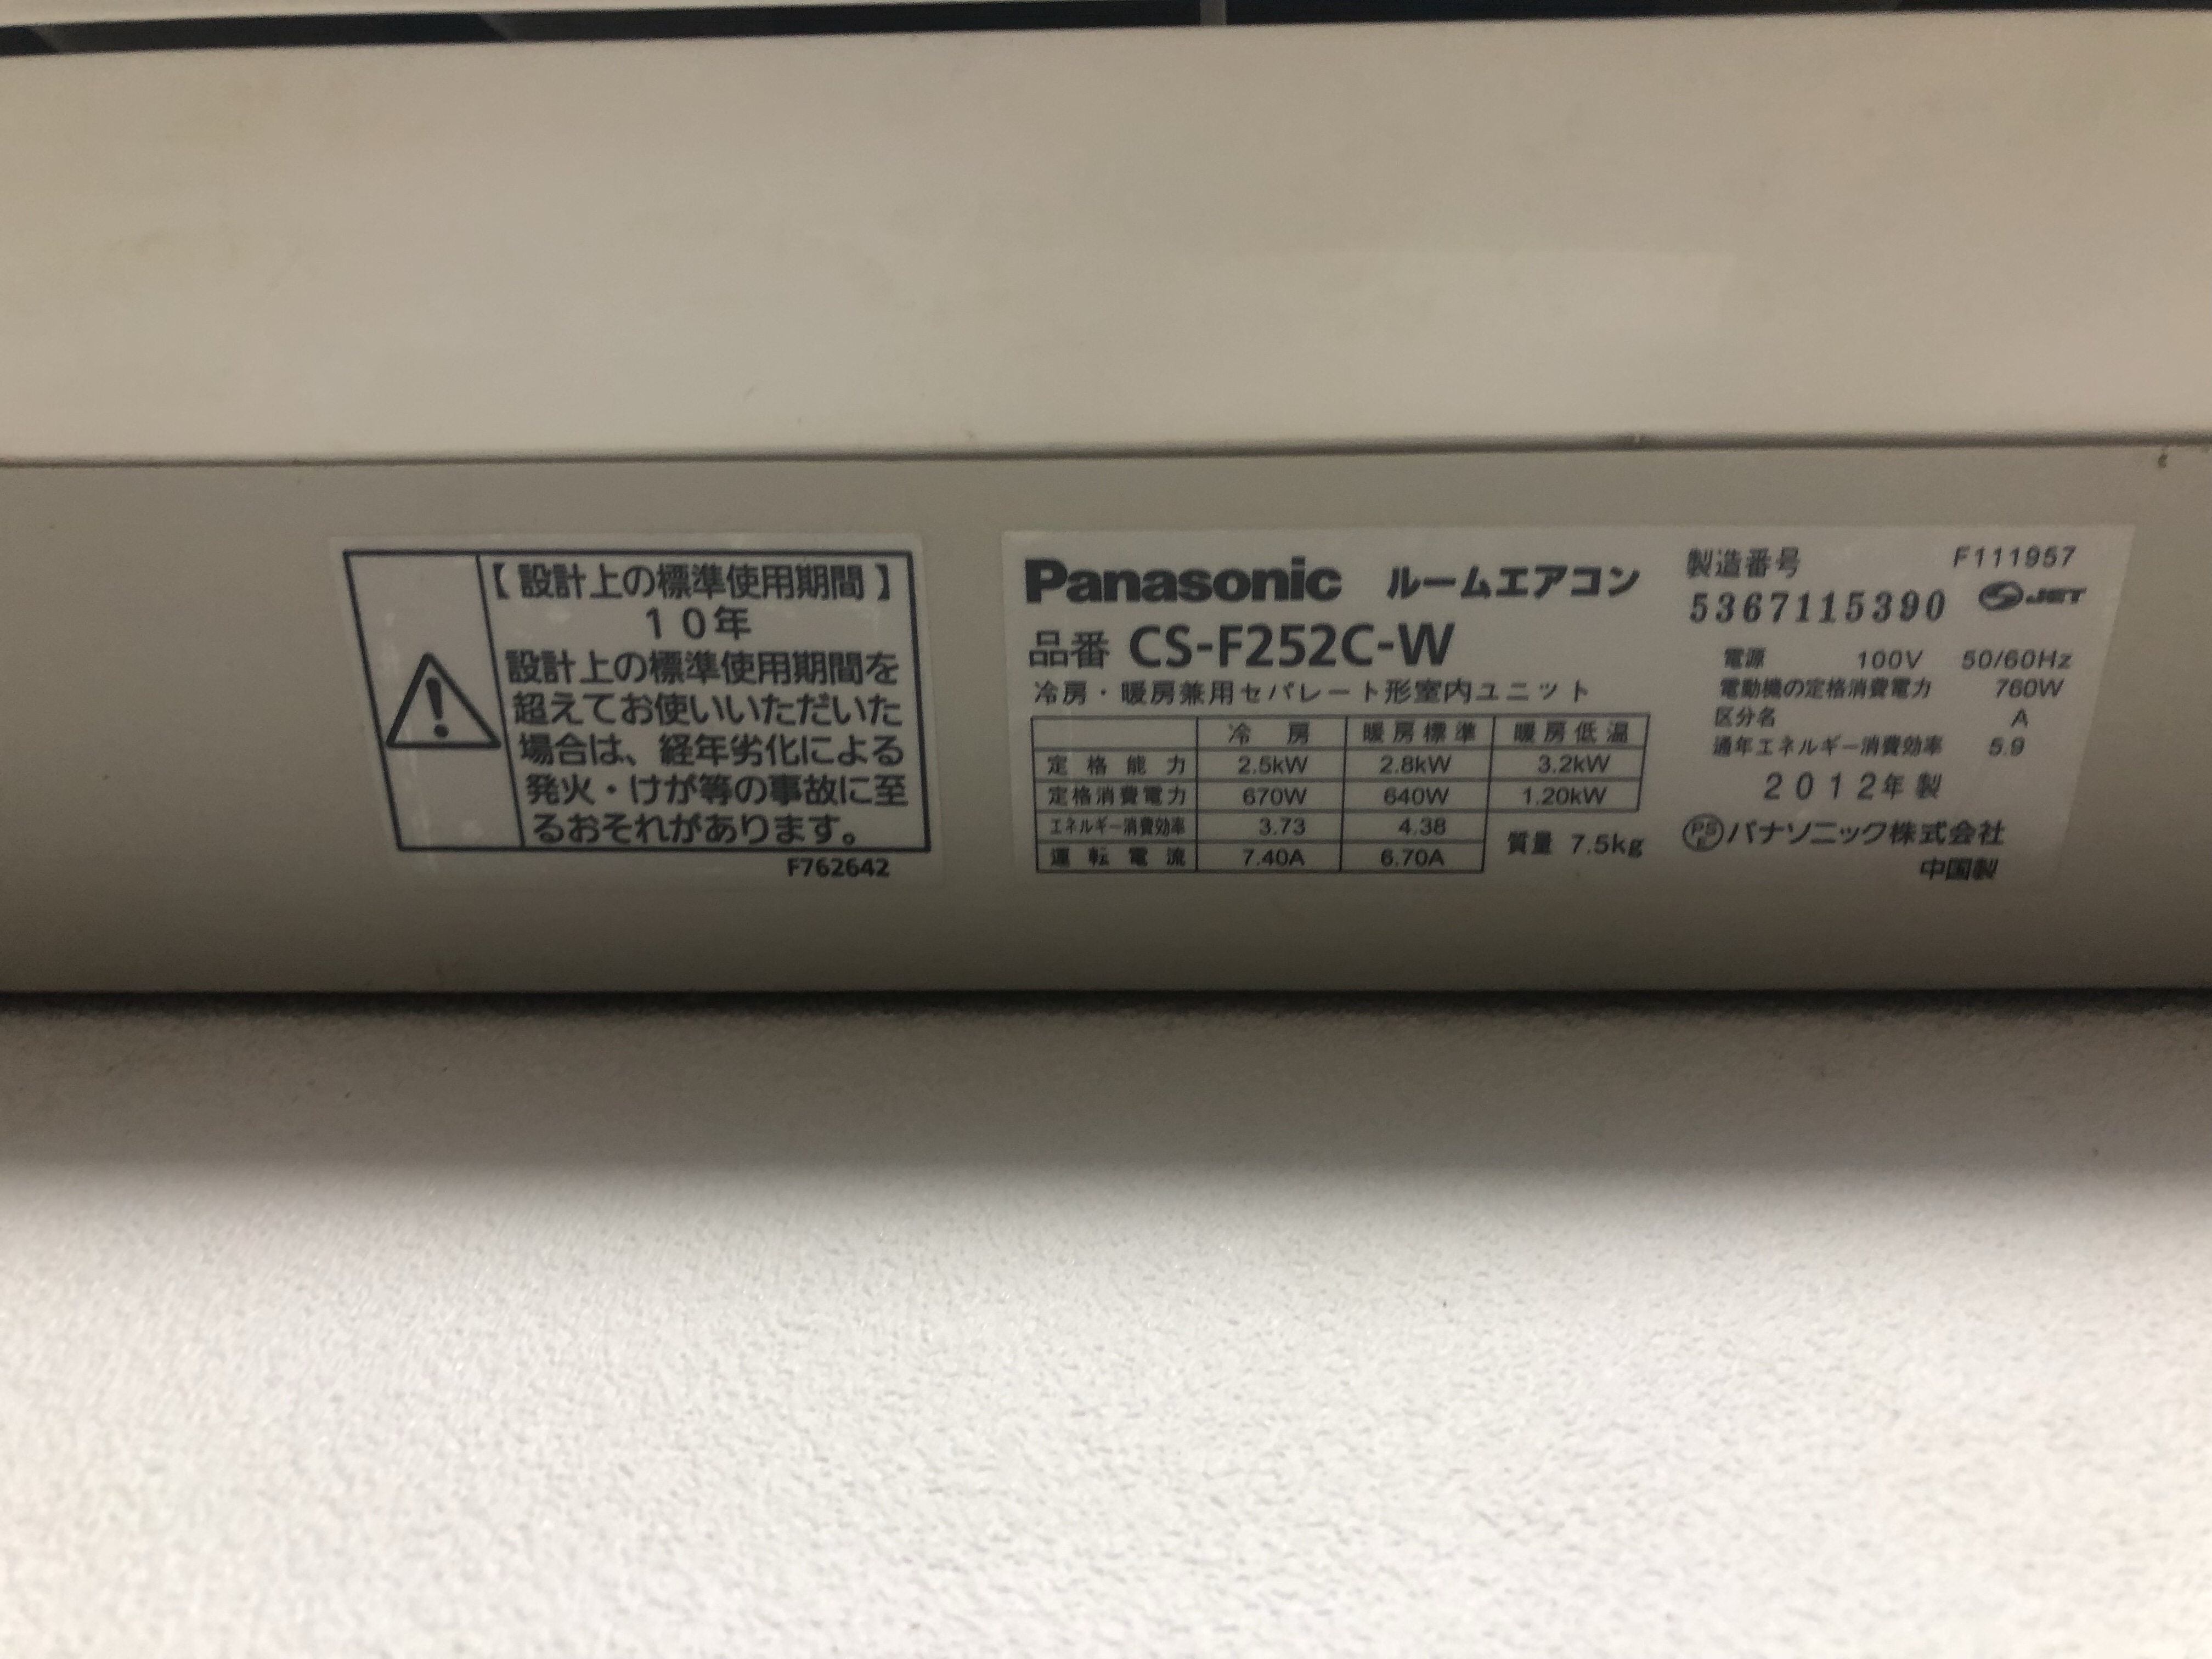 【設計上の標準使用期間】
10年
設計上の標準使用期間を
超えてお使いいただいた
場合は、経年劣化による
発火・けが等の事故に至
るおそれがあります。
F762642
Panasonic ルームエアコン
品番 CS-F252C-W
冷房・暖房兼用セパレート形室内ユニット
冷房 暖房標準 暖房低温
定格能力 2.5kW 2.8kW 3.2kW
定格消費電力 670W 640W 1.20kW
エネルギー消費効率 3.73 4.38
運転電流 7.40A 6.70A
質量 7.5kg
製造番号 F111957
5367115390 JET
電源 100V 50/60Hz
電動機の定格消費電力 760W
区分名 A
通年エネルギー消費効率 5.9
2012年製
PSE パナソニック株式会社
中国製